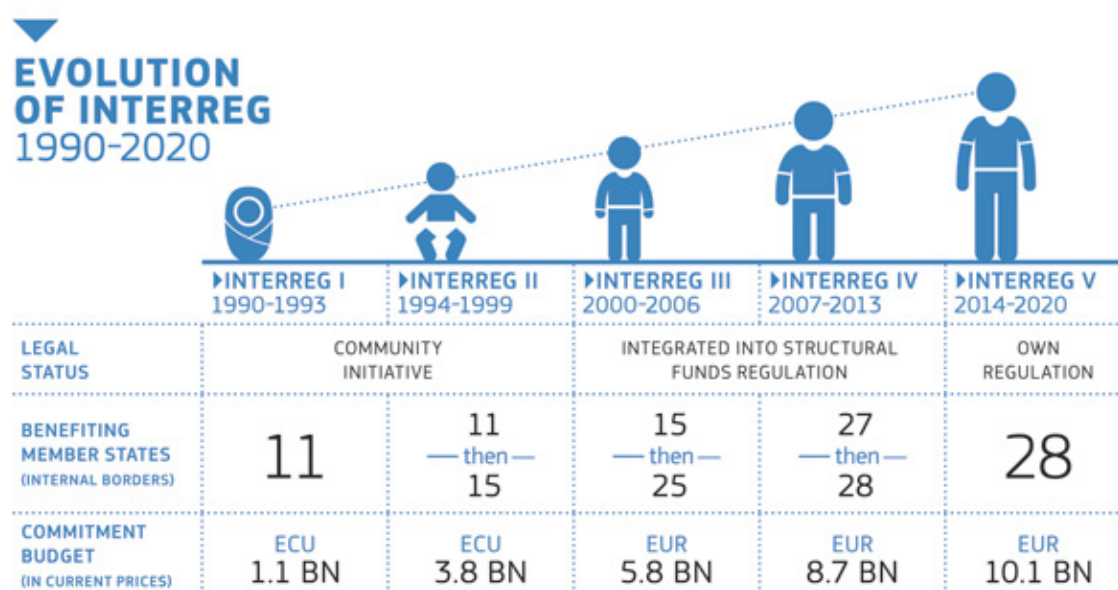 EVOLUTION
OF INTERREG
1990-2020
INTERREG I
1990-1993
INTERREG II
1994-1999
INTERREG III
2000-2006
INTERREG IV
2007-2013
INTERREG V
2014-2020
LEGAL
STATUS
COMMUNITY
INITIATIVE
INTEGRATED INTO STRUCTURAL
FUNDS REGULATION
OWN
REGULATION
BENEFITING
MEMBER STATES
(INTERNAL BORDERS)
11
11
then
15
15
then
25
27
then
28
28
COMMITMENT
BUDGET
(IN CURRENT PRICES)
ECU
1.1 BN
ECU
3.8 BN
EUR
5.8 BN
EUR
8.7 BN
EUR
10.1 BN